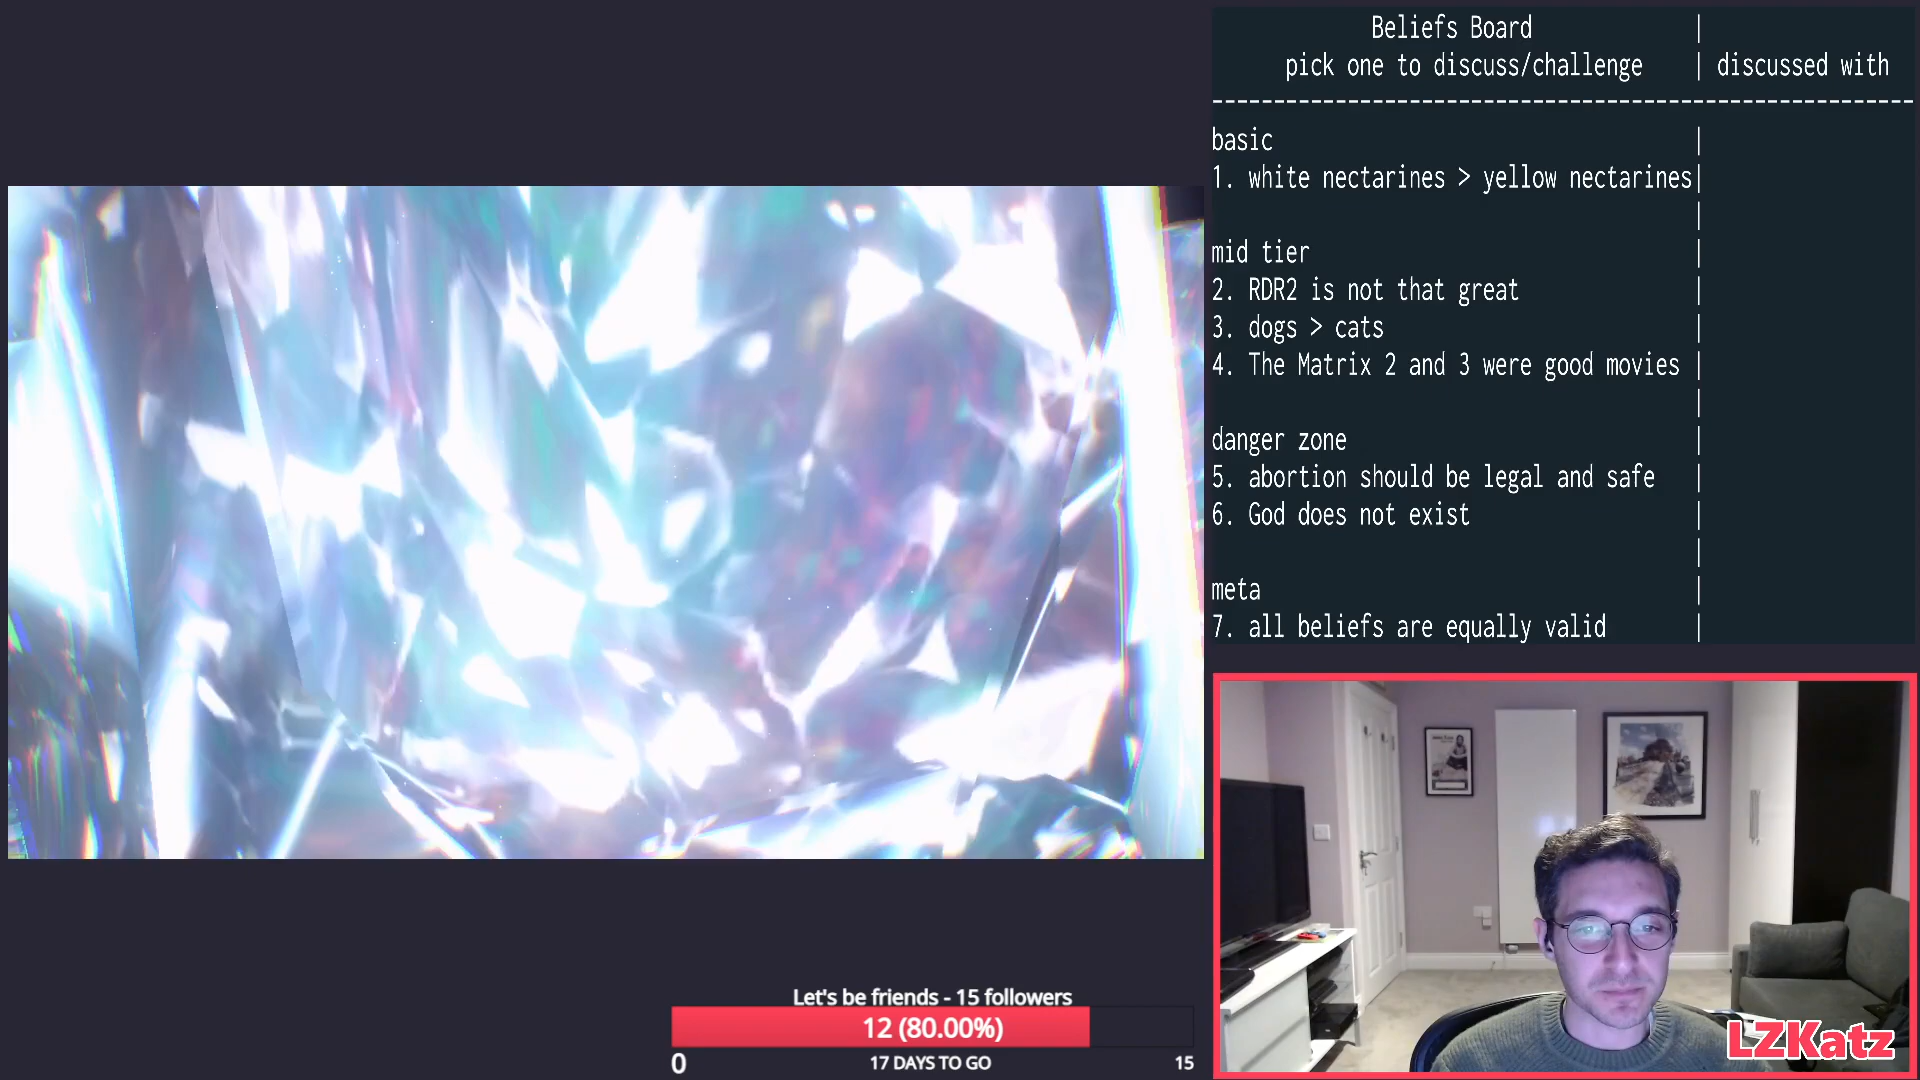 Beliefs Board
pick one to discuss/challenge | discussed with
basic
1. white nectarines > yellow nectarines
mid tier
2. RDR2 is not that great
3. dogs > cats
4. The Matrix 2 and 3 were good movies
danger zone
5. abortion should be legal and safe
6. God does not exist
meta
7. all beliefs are equally valid
Let's be friends - 15 followers
12 (80.00%)
0 17 DAYS TO GO 15
LZKatz